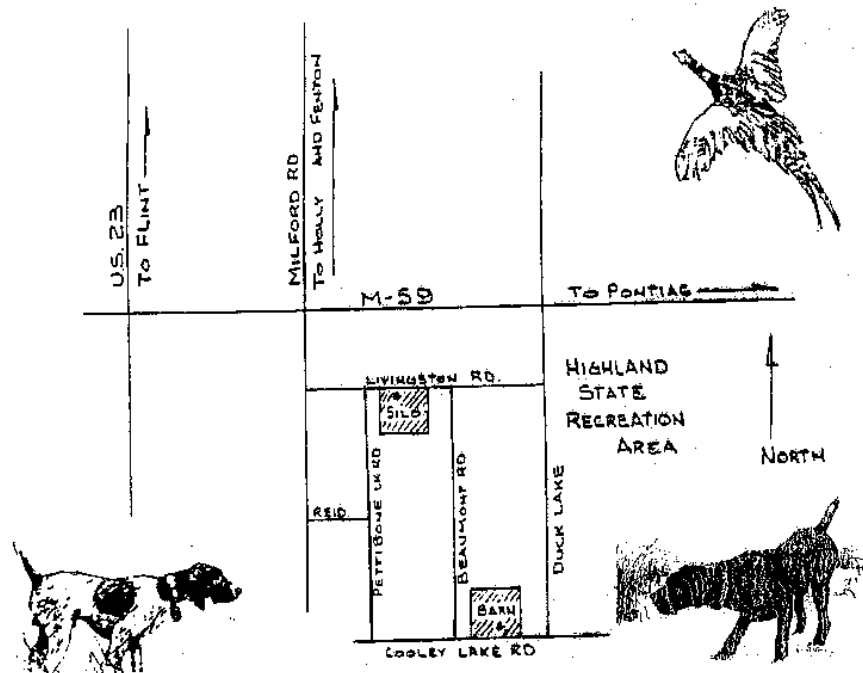 U.S. 23
TO FLINT
MILFORD RD
TO HOLLY AND FENTON
M-59
TO PONTIAC
LIVINGSTON RD.
SILO
HIGHLAND
STATE
RECREATION
AREA
NORTH
REID
PETTIBONE LK RD
BEAUMONT RD
DUCK LAKE
BARN
COOLEY LAKE RD